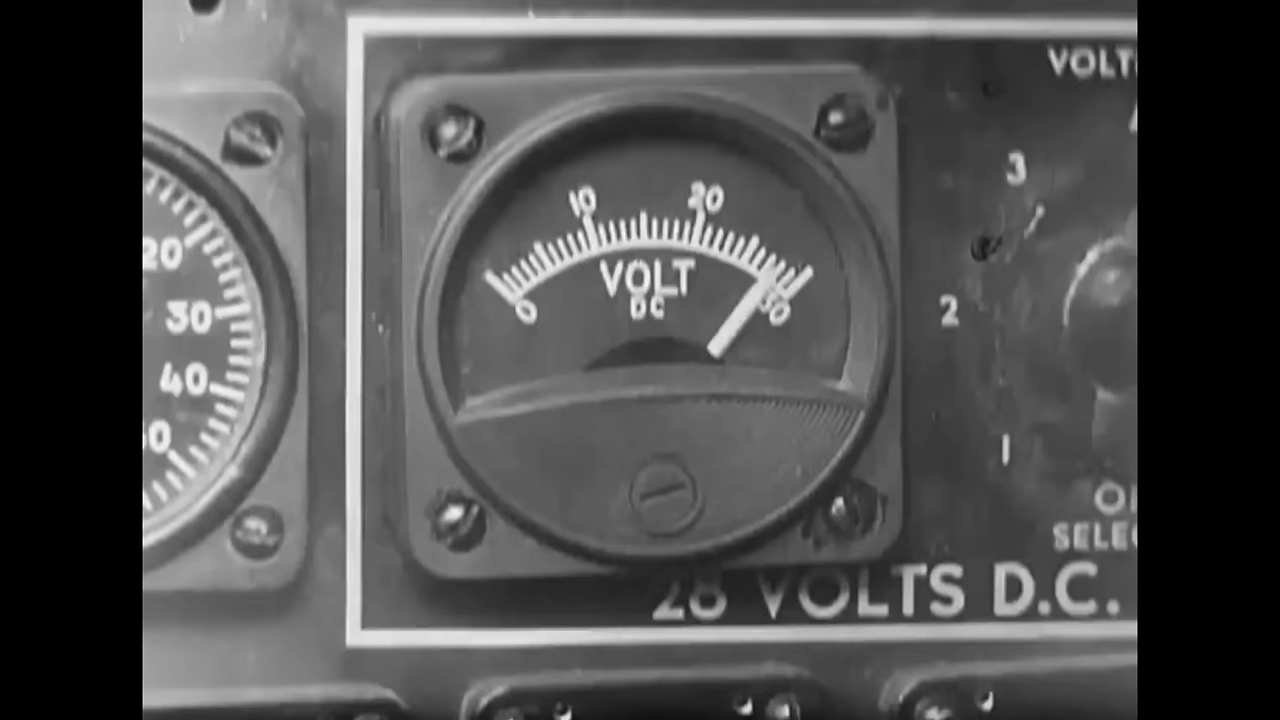 VOLT
3
10 20
20
VOLT
0 DC 30
30
2
40
1
SELEC
28 VOLTS D.C.